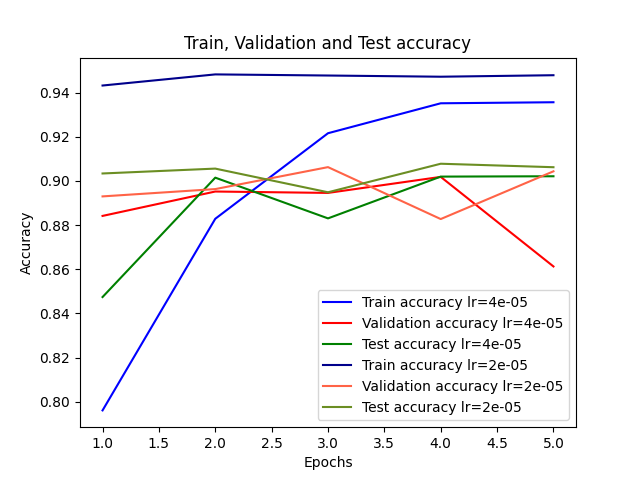 Train, Validation and Test accuracy
Accuracy
0.94
0.92
0.90
0.88
0.86
0.84
0.82
0.80
Train accuracy lr=4e-05
Validation accuracy lr=4e-05
Test accuracy lr=4e-05
Train accuracy lr=2e-05
Validation accuracy lr=2e-05
Test accuracy lr=2e-05
1.0 1.5 2.0 2.5 3.0 3.5 4.0 4.5 5.0
Epochs